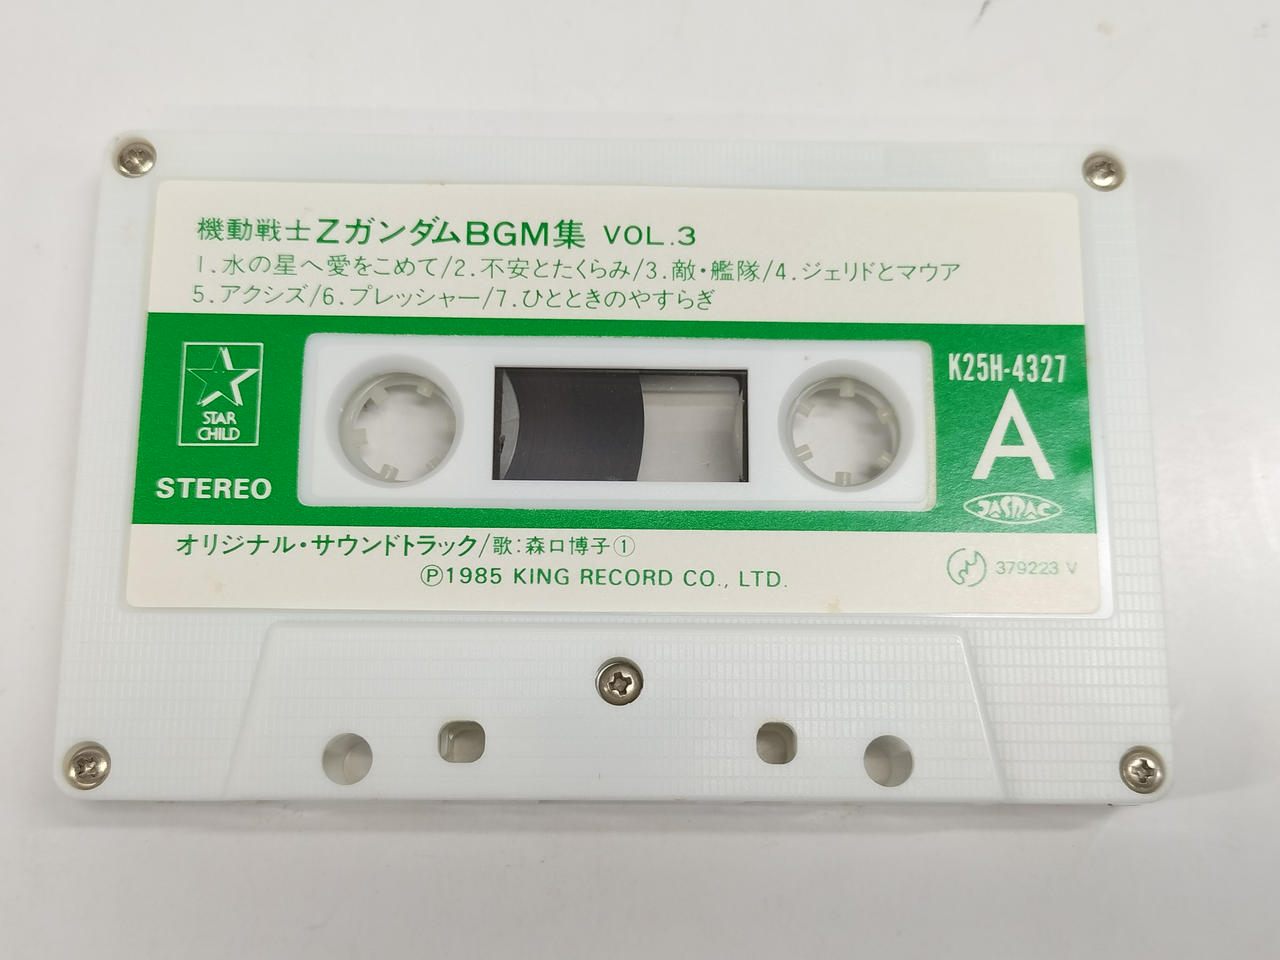 機動戦士ΖガンダムBGM集 VOL.3
1.水の星へ愛をこめて/2.不安とたくらみ/3.敵・艦隊/4.ジェリドとマウア
5.アクシズ/6.プレッシャー/7.ひとときのやすらぎ
STAR
CHILD
STEREO
K25H-4327
A
JASRAC
オリジナル・サウンドトラック/歌:森口博子①
Ⓟ1985 KING RECORD CO., LTD.
379223 V